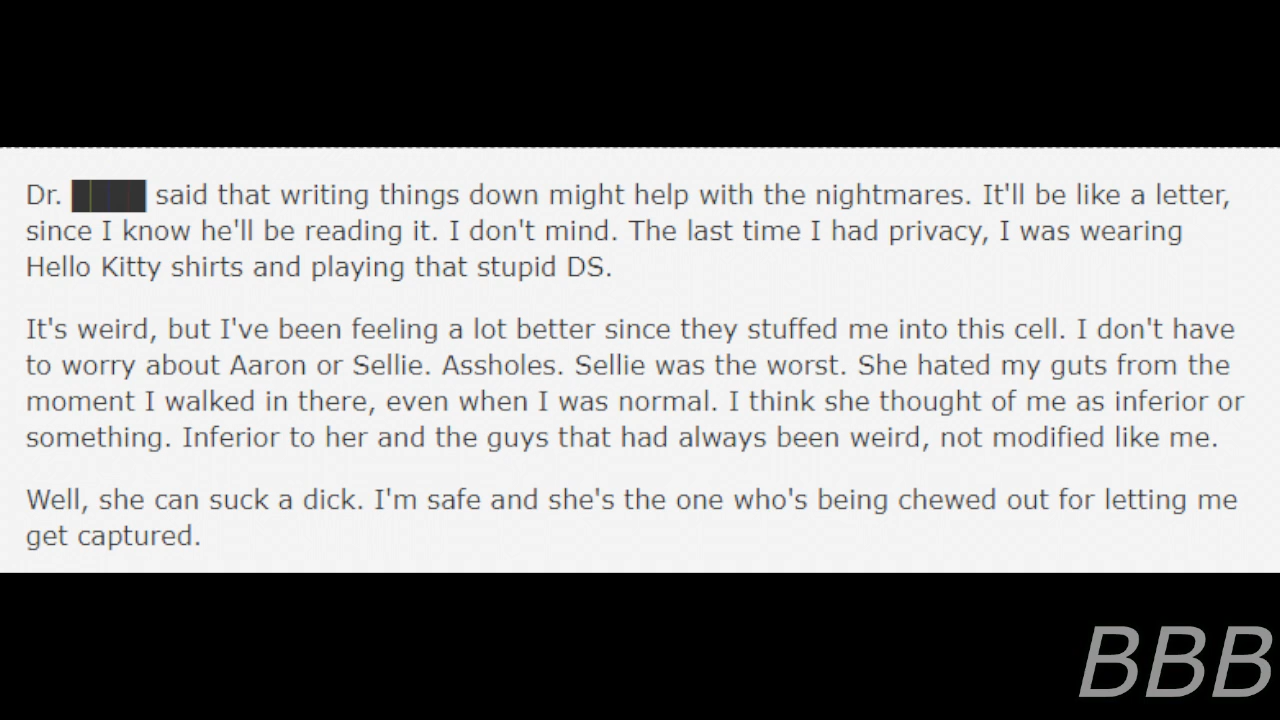 Dr. ████ said that writing things down might help with the nightmares. It'll be like a letter,
since I know he'll be reading it. I don't mind. The last time I had privacy, I was wearing
Hello Kitty shirts and playing that stupid DS.
It's weird, but I've been feeling a lot better since they stuffed me into this cell. I don't have
to worry about Aaron or Sellie. Assholes. Sellie was the worst. She hated my guts from the
moment I walked in there, even when I was normal. I think she thought of me as inferior or
something. Inferior to her and the guys that had always been weird, not modified like me.
Well, she can suck a dick. I'm safe and she's the one who's being chewed out for letting me
get captured.
BBB